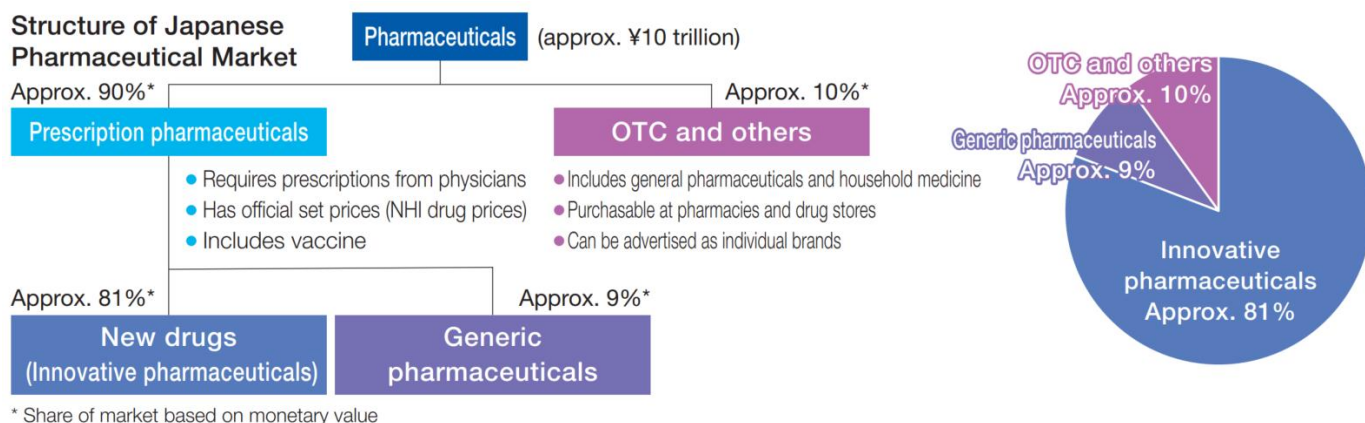 Structure of Japanese
Pharmaceutical Market
Pharmaceuticals
(approx. ¥10 trillion)
Approx. 90%*
Prescription pharmaceuticals
Approx. 10%*
OTC and others
• Requires prescriptions from physicians
• Has official set prices (NHI drug prices)
• Includes vaccine
• Includes general pharmaceuticals and household medicine
• Purchasable at pharmacies and drug stores
• Can be advertised as individual brands
Approx. 81%*
New drugs
(Innovative pharmaceuticals)
Approx. 9%*
Generic
pharmaceuticals
* Share of market based on monetary value
OTC and others
Approx. 10%
Generic pharmaceuticals
Approx. 9%
Innovative
pharmaceuticals
Approx. 81%